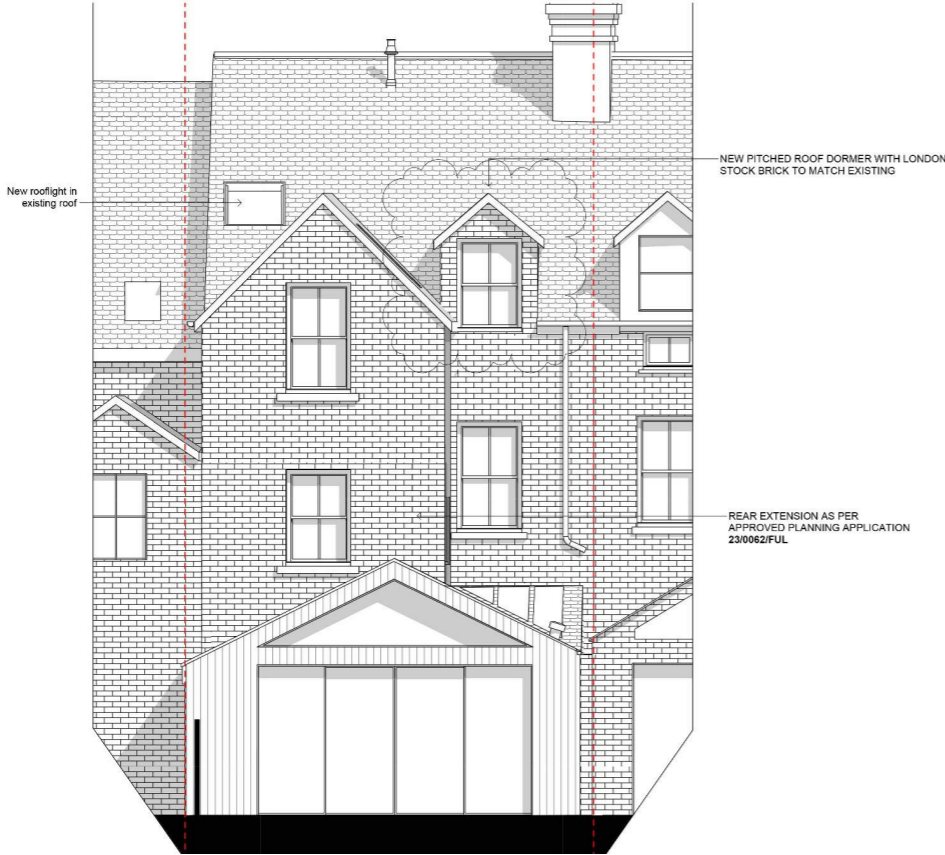 NEW PITCHED ROOF DORMER WITH LONDON
STOCK BRICK TO MATCH EXISTING
New rooflight in
existing roof
REAR EXTENSION AS PER
APPROVED PLANNING APPLICATION
23/0062/FUL